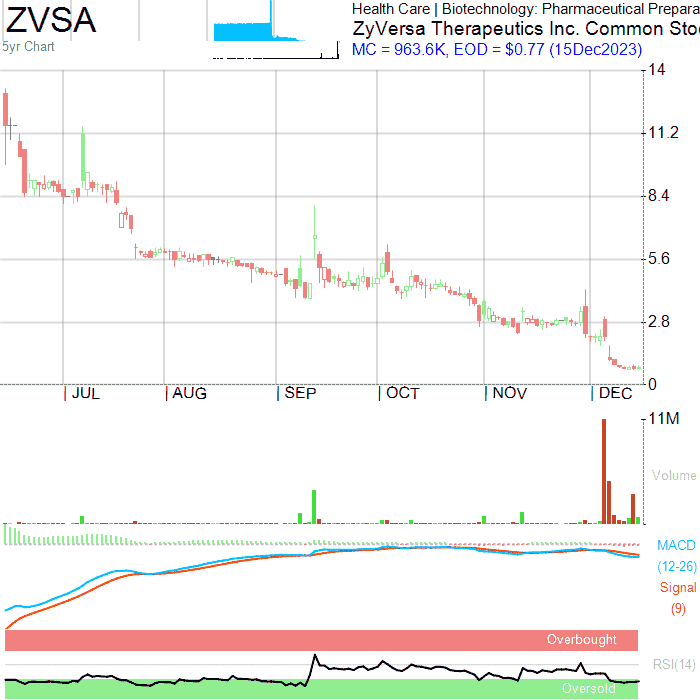 ZVSA
5yr Chart
Health Care | Biotechnology: Pharmaceutical Prepara
ZyVersa Therapeutics Inc. Common Sto
MC = 963.6K, EOD = $0.77 (15Dec2023)
14
11.2
8.4
5.6
2.8
0
JUL AUG SEP OCT NOV DEC
11M
Volume
MACD
(12-26)
Signal
(9)
Overbought
RSI(14)
Oversold